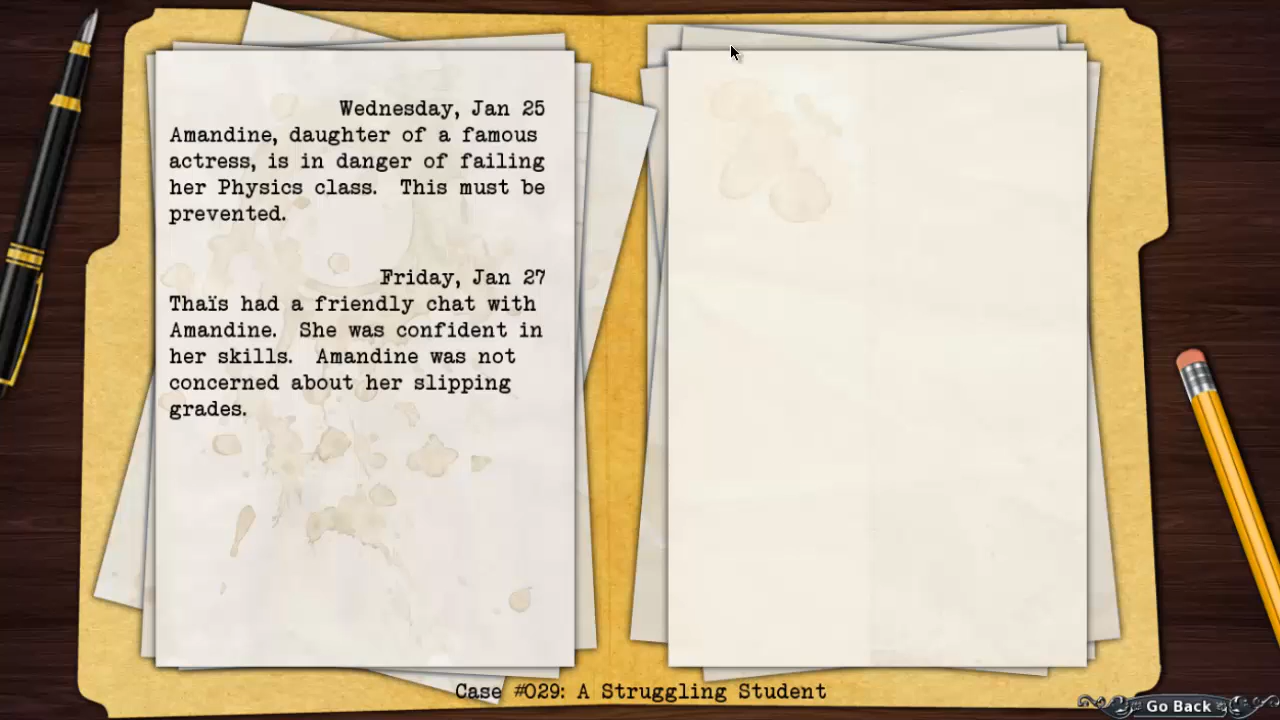 Wednesday, Jan 25
Amandine, daughter of a famous
actress, is in danger of failing
her Physics class.  This must be
prevented.
Friday, Jan 27
Thaïs had a friendly chat with
Amandine.  She was confident in
her skills.  Amandine was not
concerned about her slipping
grades.
Case #029: A Struggling Student
Go Back